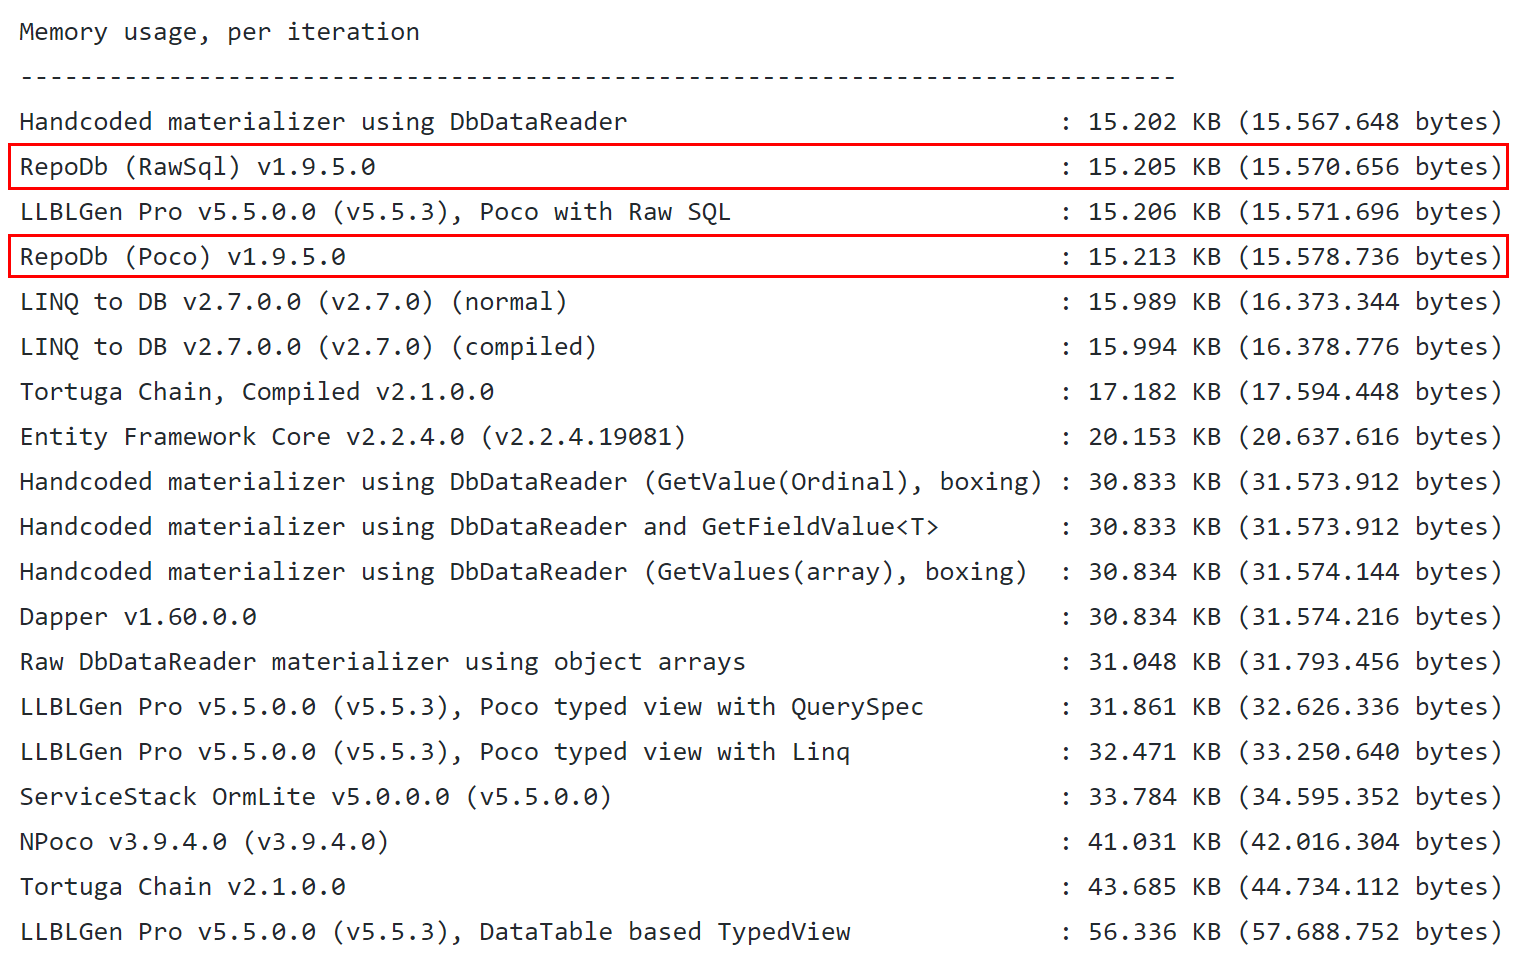 Memory usage, per iteration
------------------------------------------------------------------------------
Handcoded materializer using DbDataReader : 15.202 KB (15.567.648 bytes)
RepoDb (RawSql) v1.9.5.0 : 15.205 KB (15.570.656 bytes)
LLBLGen Pro v5.5.0.0 (v5.5.3), Poco with Raw SQL : 15.206 KB (15.571.696 bytes)
RepoDb (Poco) v1.9.5.0 : 15.213 KB (15.578.736 bytes)
LINQ to DB v2.7.0.0 (v2.7.0) (normal) : 15.989 KB (16.373.344 bytes)
LINQ to DB v2.7.0.0 (v2.7.0) (compiled) : 15.994 KB (16.378.776 bytes)
Tortuga Chain, Compiled v2.1.0.0 : 17.182 KB (17.594.448 bytes)
Entity Framework Core v2.2.4.0 (v2.2.4.19081) : 20.153 KB (20.637.616 bytes)
Handcoded materializer using DbDataReader (GetValue(Ordinal), boxing) : 30.833 KB (31.573.912 bytes)
Handcoded materializer using DbDataReader and GetFieldValue<T> : 30.833 KB (31.573.912 bytes)
Handcoded materializer using DbDataReader (GetValues(array), boxing) : 30.834 KB (31.574.144 bytes)
Dapper v1.60.0.0 : 30.834 KB (31.574.216 bytes)
Raw DbDataReader materializer using object arrays : 31.048 KB (31.793.456 bytes)
LLBLGen Pro v5.5.0.0 (v5.5.3), Poco typed view with QuerySpec : 31.861 KB (32.626.336 bytes)
LLBLGen Pro v5.5.0.0 (v5.5.3), Poco typed view with Linq : 32.471 KB (33.250.640 bytes)
ServiceStack OrmLite v5.0.0.0 (v5.5.0.0) : 33.784 KB (34.595.352 bytes)
NPoco v3.9.4.0 (v3.9.4.0) : 41.031 KB (42.016.304 bytes)
Tortuga Chain v2.1.0.0 : 43.685 KB (44.734.112 bytes)
LLBLGen Pro v5.5.0.0 (v5.5.3), DataTable based TypedView : 56.336 KB (57.688.752 bytes)